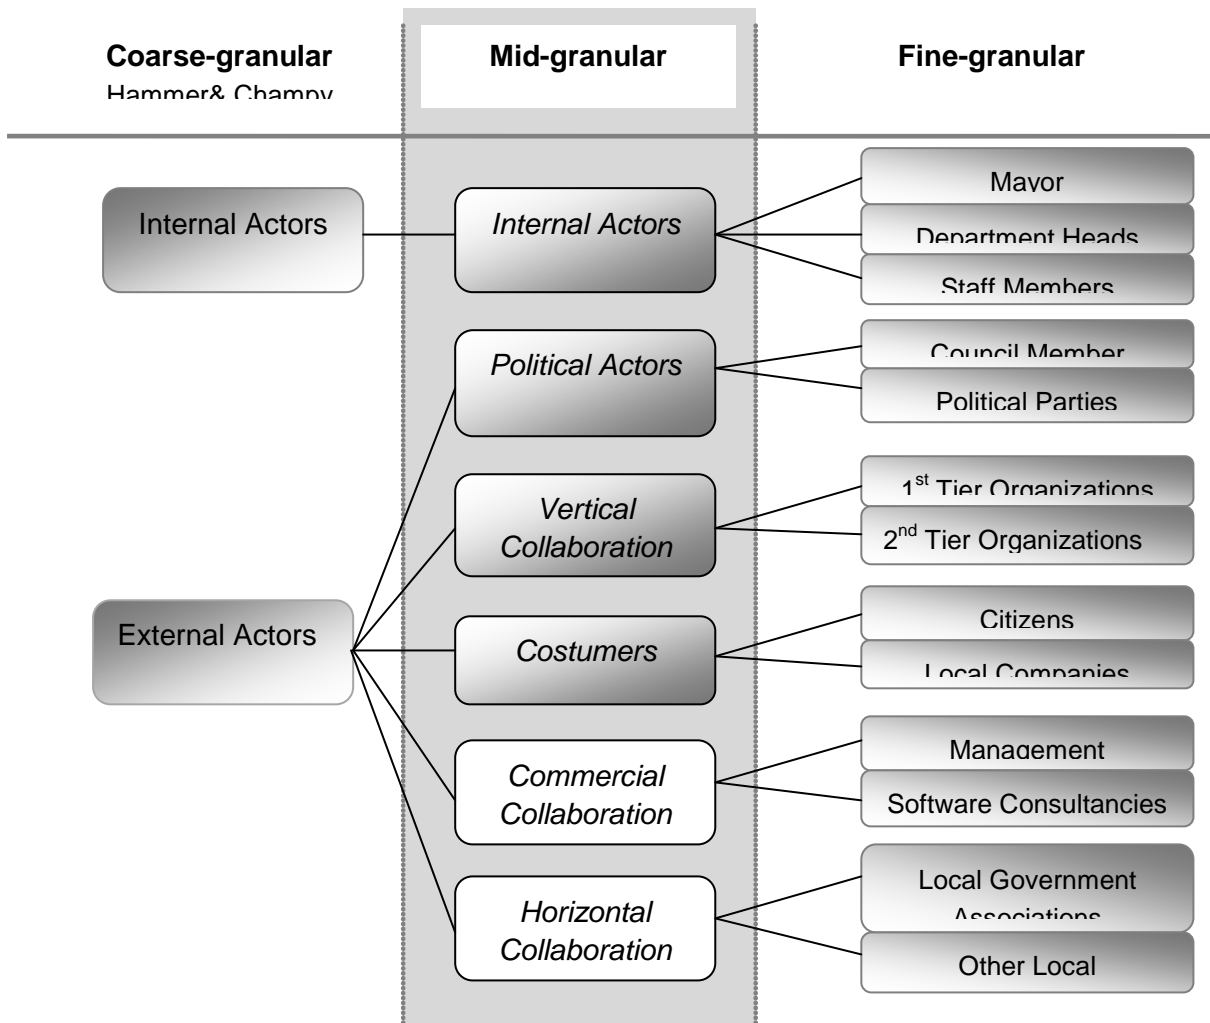 Coarse-granular
Hammer& Champy
Mid-granular
Fine-granular
Internal Actors
Internal Actors
Mayor
Department Heads
Staff Members
Political Actors
Council Member
Political Parties
Vertical
Collaboration
1st Tier Organizations
2nd Tier Organizations
External Actors
Costumers
Citizens
Local Companies
Commercial
Collaboration
Management
Software Consultancies
Horizontal
Collaboration
Local Government
Associations
Other Local